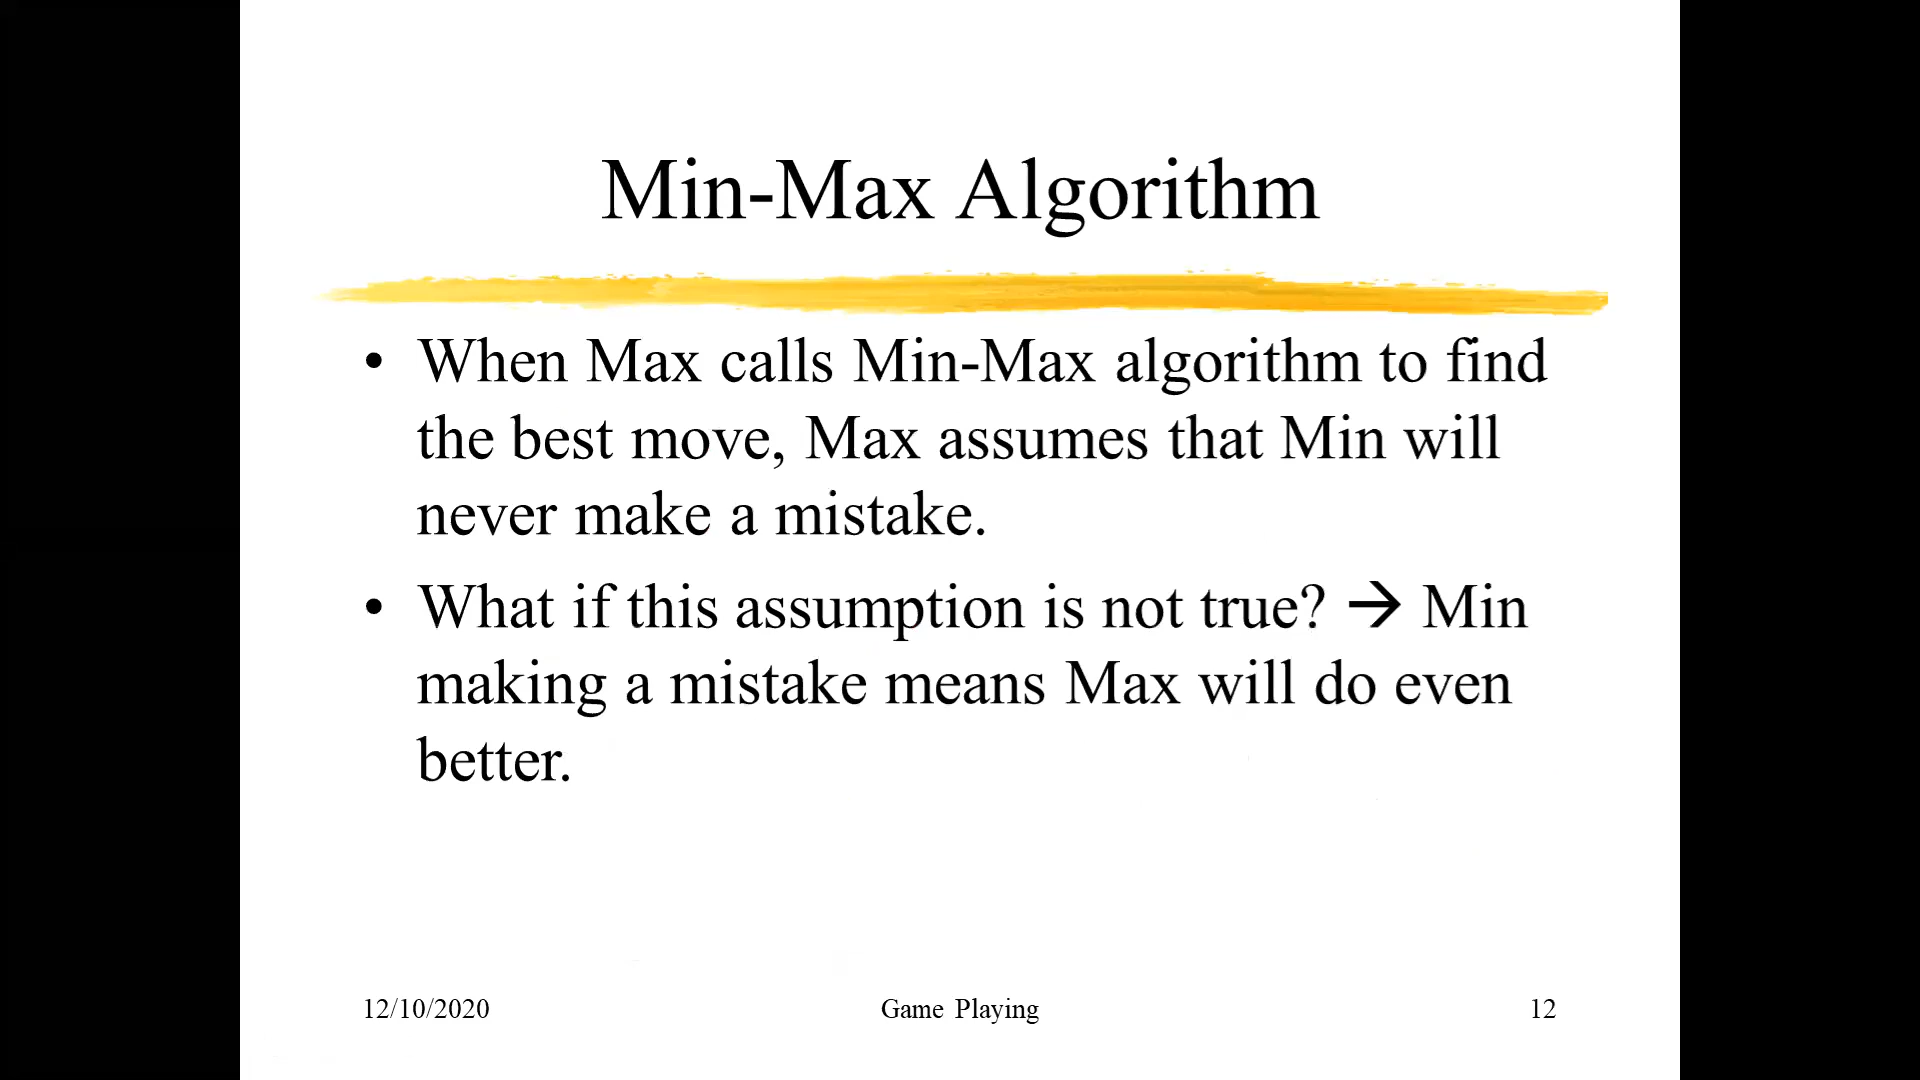 Min-Max Algorithm
• When Max calls Min-Max algorithm to find
the best move, Max assumes that Min will
never make a mistake.
• What if this assumption is not true? → Min
making a mistake means Max will do even
better.
12/10/2020
Game Playing
12